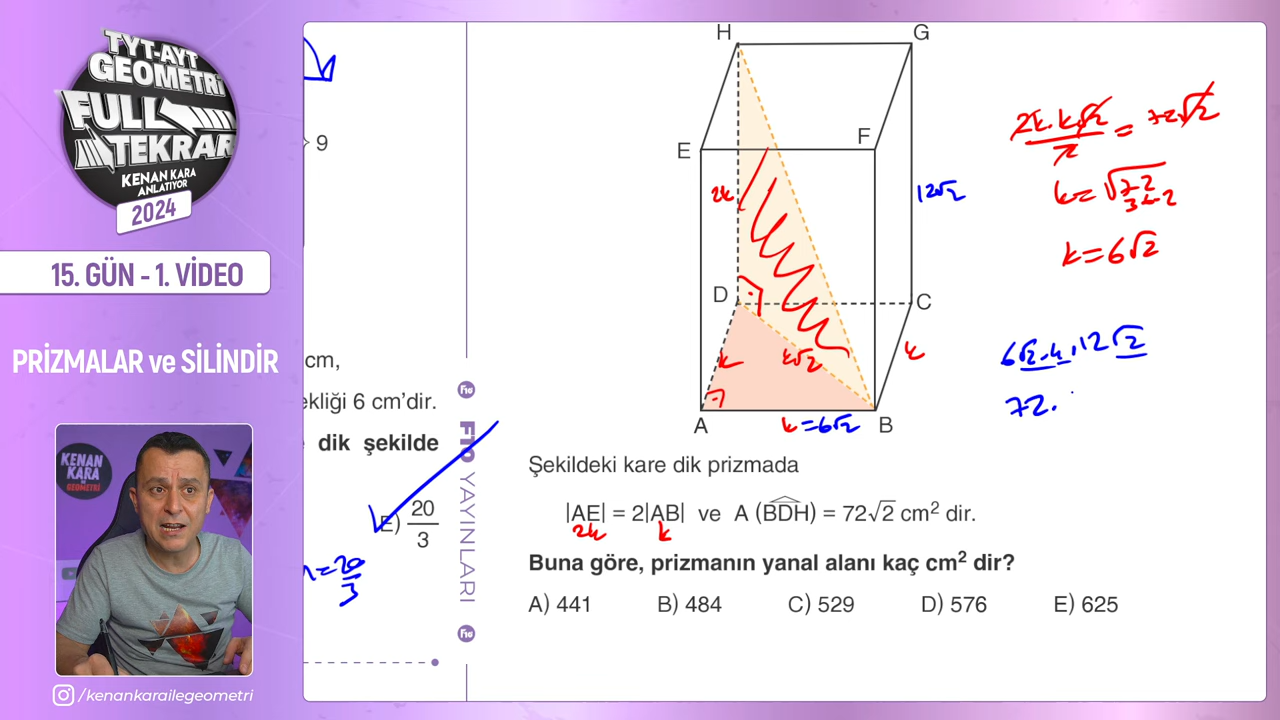 TYT-AYT
GEOMETRİ
FULL
TEKRAR
KENAN KARA
ANLATIYOR
2024
15. GÜN - 1. VİDEO
PRİZMALAR ve SİLİNDİR
KENAN
KARA
GEOMETRİ
/kenankarailegeometri
9
cm,
ekliği 6 cm'dir.
dik şekilde
E) 20/3
= 20/3
F10 YAYINLARI
H G
E F
2k
12√2
D C
k k√2 k
A k = 6√2 B
2k.k√2/2 = 72√2
k = 6√2
6√2.4.12√2
72.
Şekildeki kare dik prizmada
|AE| = 2|AB| ve A (BDH) = 72√2 cm² dir.
2k k
Buna göre, prizmanın yanal alanı kaç cm² dir?
A) 441 B) 484 C) 529 D) 576 E) 625